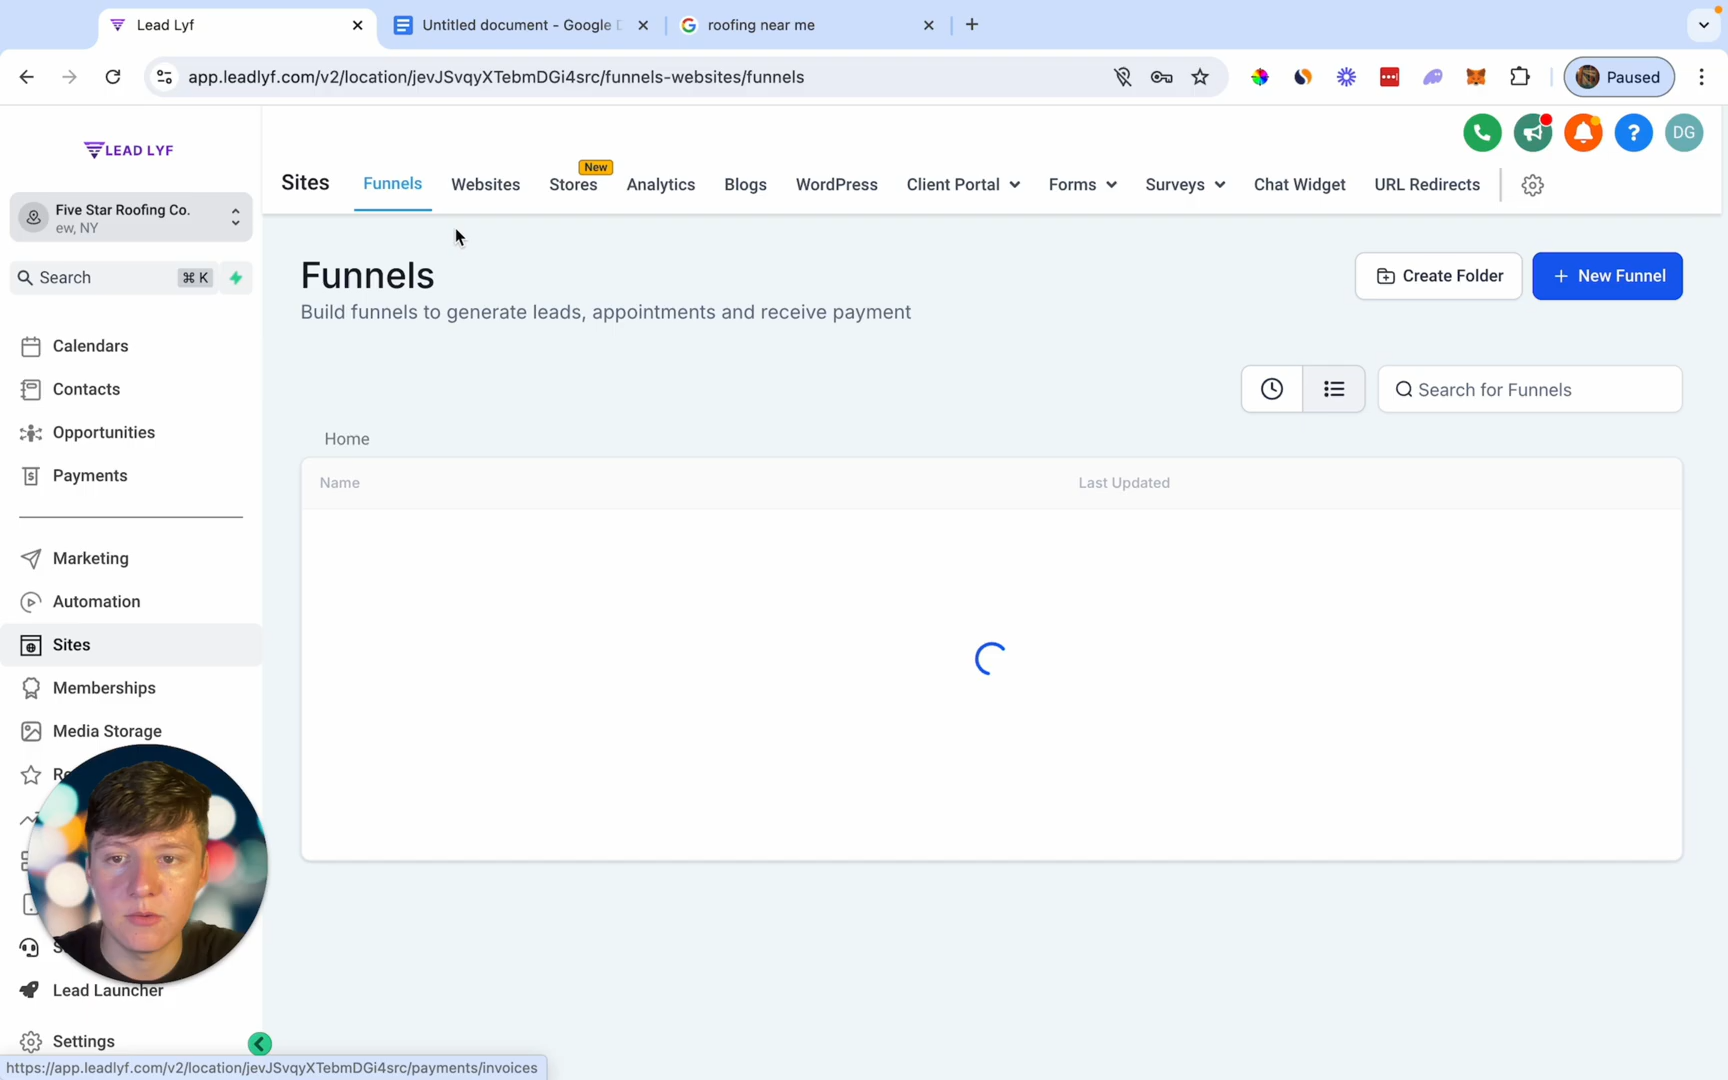 Lead Lyf
Untitled document - Google D
roofing near me
app.leadlyf.com/v2/location/jevJSvqyXTebmDGi4src/funnels-websites/funnels
Paused
LEAD LYF
Five Star Roofing Co.
ew, NY
Search
⌘ K
Calendars
Contacts
Opportunities
Payments
Marketing
Automation
Sites
Memberships
Media Storage
Lead Launcher
Settings
Sites
Funnels
Websites
New
Stores
Analytics
Blogs
WordPress
Client Portal
Forms
Surveys
Chat Widget
URL Redirects
DG
Funnels
Build funnels to generate leads, appointments and receive payment
Create Folder
+ New Funnel
Search for Funnels
Home
Name
Last Updated
https://app.leadlyf.com/v2/location/jevJSvqyXTebmDGi4src/payments/invoices